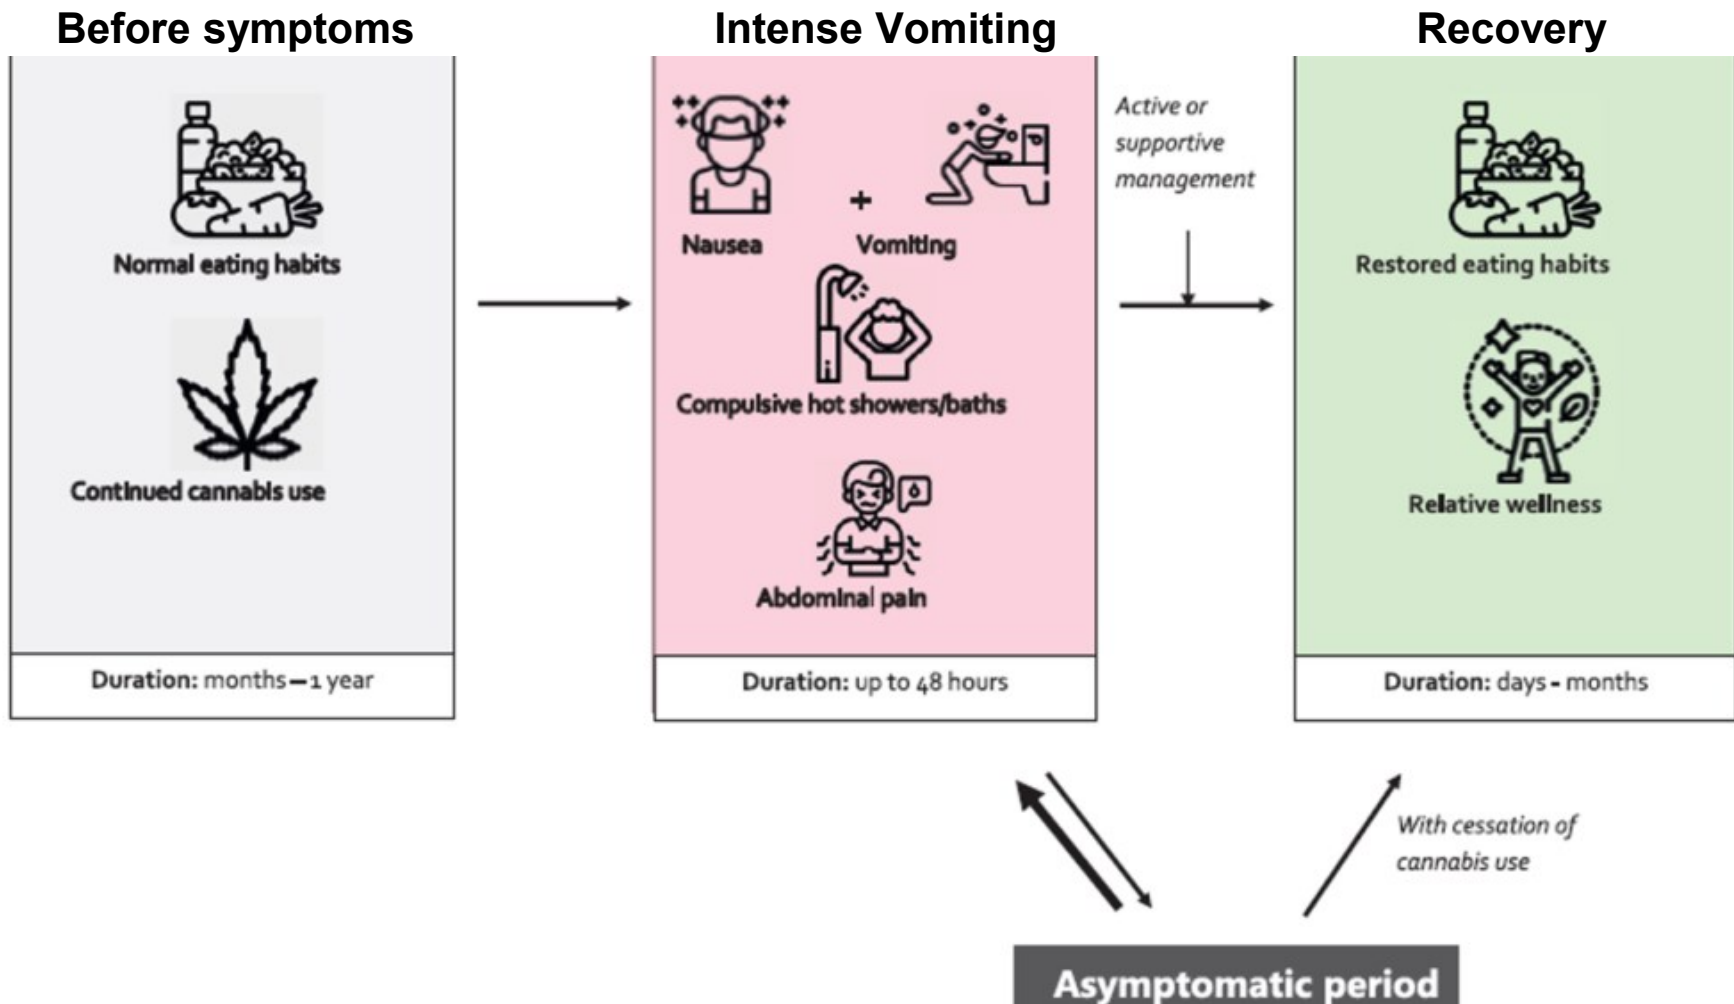 Before symptoms
Normal eating habits
Continued cannabis use
Duration: months – 1 year
Intense Vomiting
+
Nausea
Vomiting
Compulsive hot showers/baths
Abdominal pain
Duration: up to 48 hours
Active or
supportive
management
Recovery
Restored eating habits
Relative wellness
Duration: days - months
With cessation of
cannabis use
Asymptomatic period